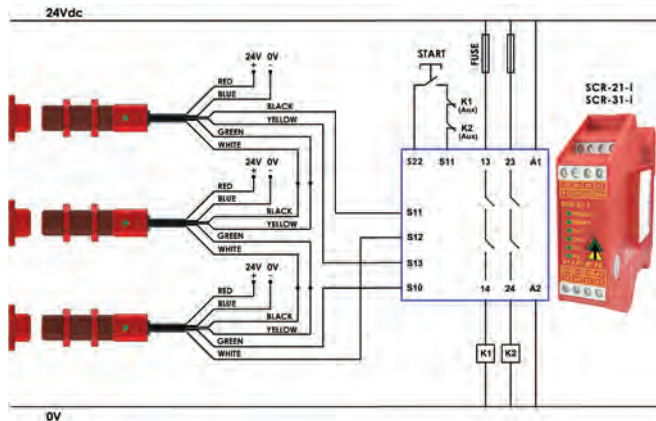 24Vdc
24V 0V
+ -
RED
BLUE
BLACK
YELLOW
GREEN
WHITE
24V 0V
+ -
RED
BLUE
BLACK
YELLOW
GREEN
WHITE
24V 0V
+ -
RED
BLUE
BLACK
YELLOW
GREEN
WHITE
START
K1
(Aux)
K2
(Aux)
FUSE
S22 S11 13 23 A1
S11
S12
S13
S10
14 24 A2
K1 K2
0V
SCR-21-i
SCR-31-i